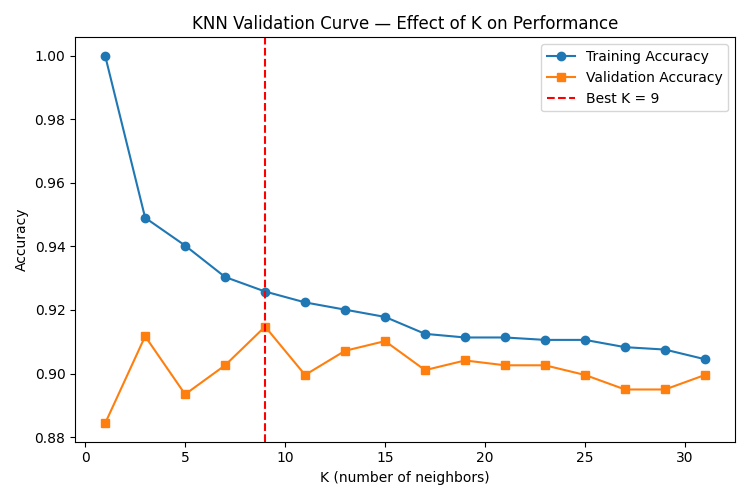 KNN Validation Curve — Effect of K on Performance
Training Accuracy
Validation Accuracy
Best K = 9
Accuracy
1.00
0.98
0.96
0.94
0.92
0.90
0.88
0 5 10 15 20 25 30
K (number of neighbors)